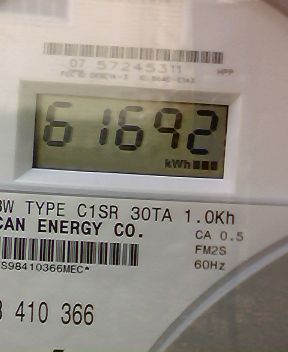 07 57245311 HPP
61692
kWh
W TYPE C1SR 30TA 1.0Kh
CAN ENERGY CO. CA 0.5
FM2S
S98410366MEC* 60Hz
410 366